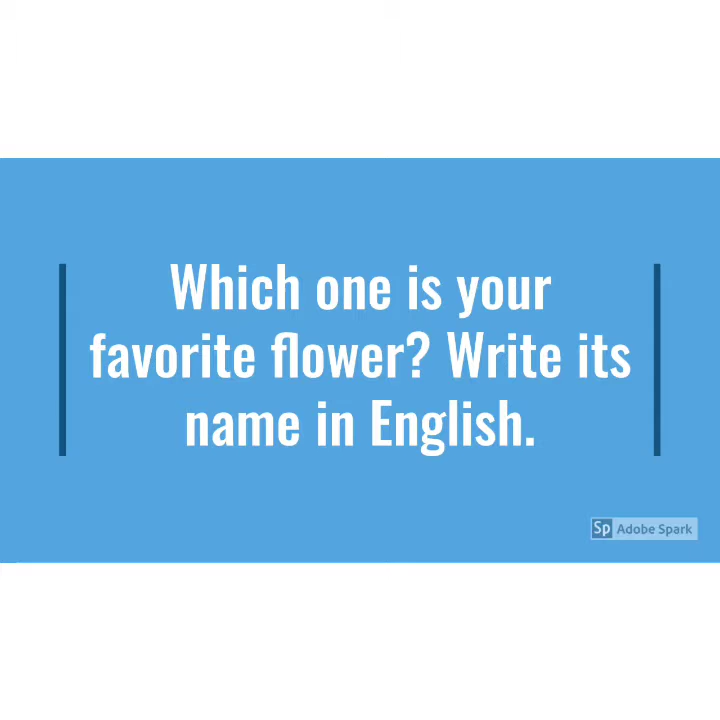 Which one is your
favorite flower? Write its
name in English.
Sp Adobe Spark